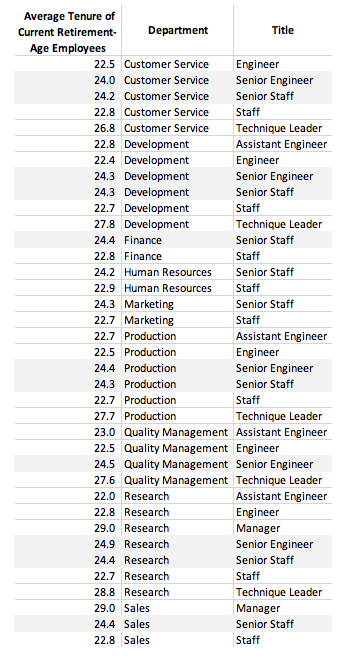 Average Tenure of
Current Retirement-
Age Employees Department Title
22.5 Customer Service Engineer
24.0 Customer Service Senior Engineer
24.2 Customer Service Senior Staff
22.8 Customer Service Staff
26.8 Customer Service Technique Leader
22.8 Development Assistant Engineer
22.4 Development Engineer
24.3 Development Senior Engineer
24.3 Development Senior Staff
22.7 Development Staff
27.8 Development Technique Leader
24.4 Finance Senior Staff
22.8 Finance Staff
24.2 Human Resources Senior Staff
22.9 Human Resources Staff
24.3 Marketing Senior Staff
22.7 Marketing Staff
22.7 Production Assistant Engineer
22.5 Production Engineer
24.4 Production Senior Engineer
24.3 Production Senior Staff
22.7 Production Staff
27.7 Production Technique Leader
23.0 Quality Management Assistant Engineer
22.5 Quality Management Engineer
24.5 Quality Management Senior Engineer
27.6 Quality Management Technique Leader
22.0 Research Assistant Engineer
22.8 Research Engineer
29.0 Research Manager
24.9 Research Senior Engineer
24.4 Research Senior Staff
22.7 Research Staff
28.8 Research Technique Leader
29.0 Sales Manager
24.4 Sales Senior Staff
22.8 Sales Staff